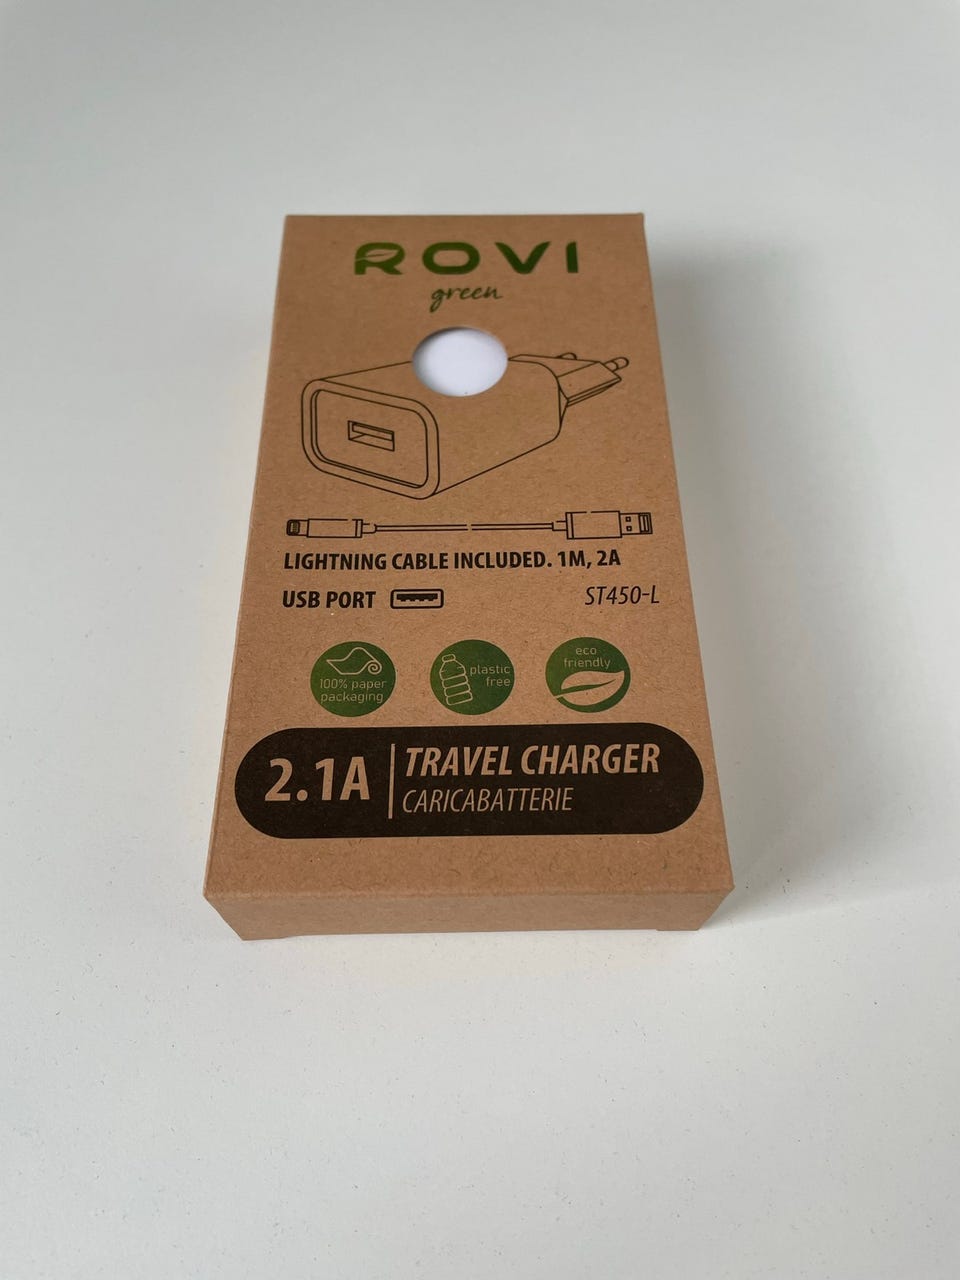 ROVI
green
LIGHTNING CABLE INCLUDED. 1M, 2A
USB PORT
ST450-L
100% paper
packaging
plastic
free
eco
friendly
2.1A
TRAVEL CHARGER
CARICABATTERIE